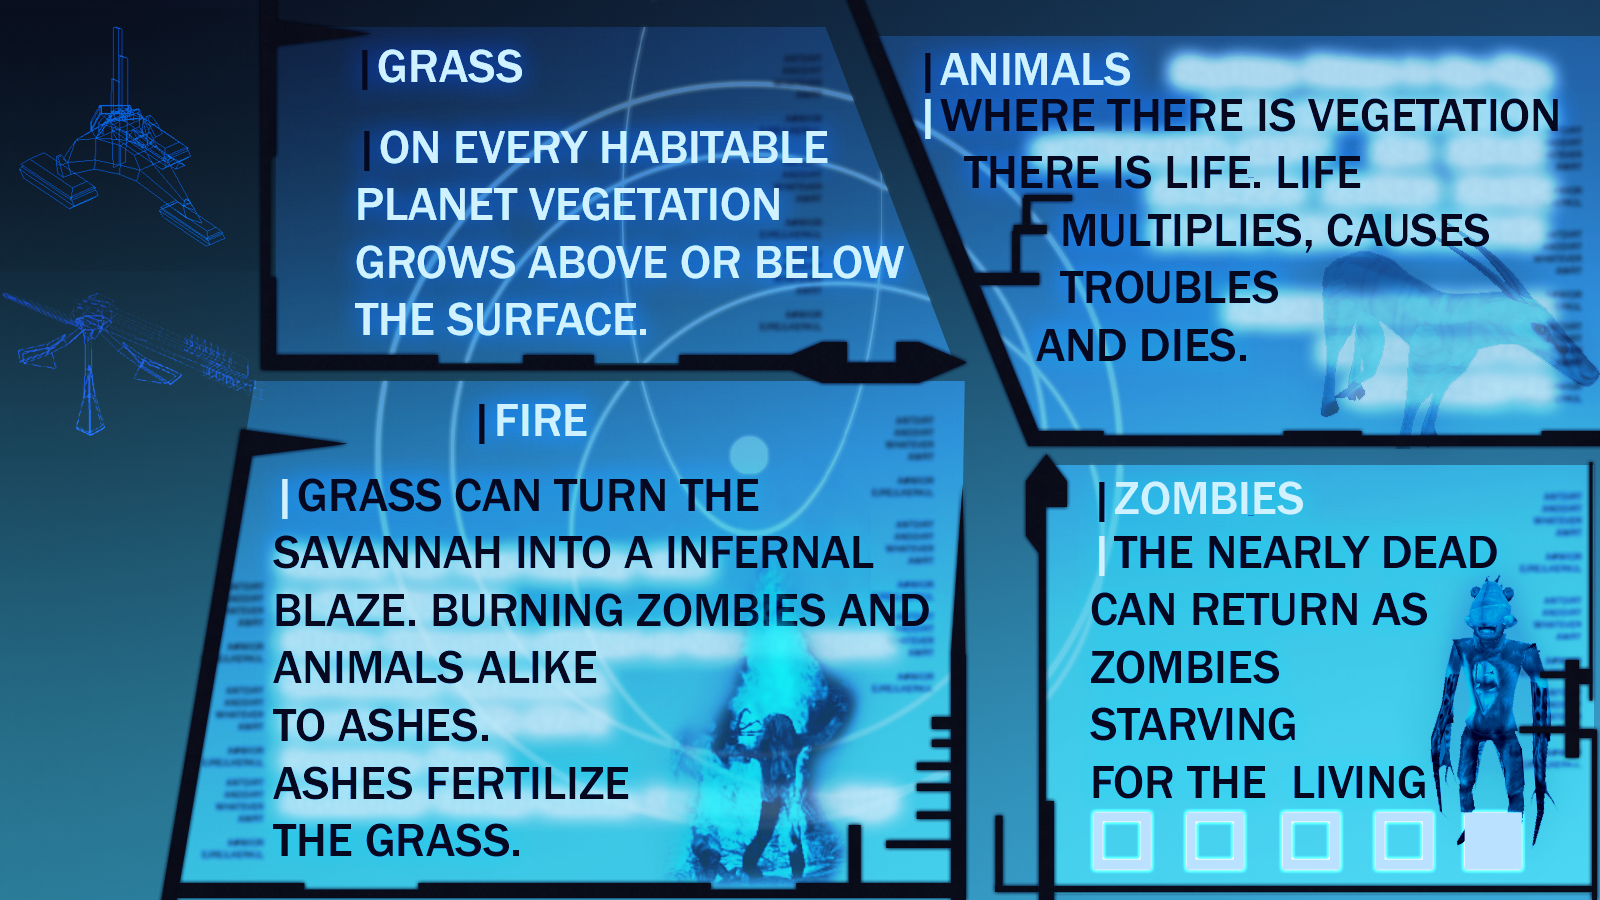 GRASS
ON EVERY HABITABLE
PLANET VEGETATION
GROWS ABOVE OR BELOW
THE SURFACE.
ANIMALS
WHERE THERE IS VEGETATION
THERE IS LIFE. LIFE
MULTIPLIES, CAUSES
TROUBLES
AND DIES.
FIRE
GRASS CAN TURN THE
SAVANNAH INTO A INFERNAL
BLAZE. BURNING ZOMBIES AND
ANIMALS ALIKE
TO ASHES.
ASHES FERTILIZE
THE GRASS.
ZOMBIES
THE NEARLY DEAD
CAN RETURN AS
ZOMBIES
STARVING
FOR THE LIVING